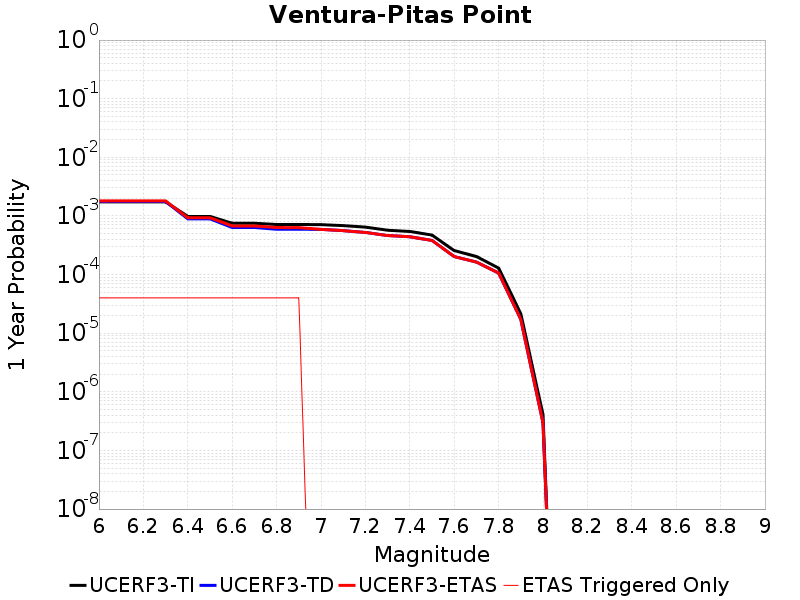 Ventura-Pitas Point
1 Year Probability
10^0
10^-1
10^-2
10^-3
10^-4
10^-5
10^-6
10^-7
10^-8
6 6.2 6.4 6.6 6.8 7 7.2 7.4 7.6 7.8 8 8.2 8.4 8.6 8.8 9
Magnitude
UCERF3-TI UCERF3-TD UCERF3-ETAS ETAS Triggered Only